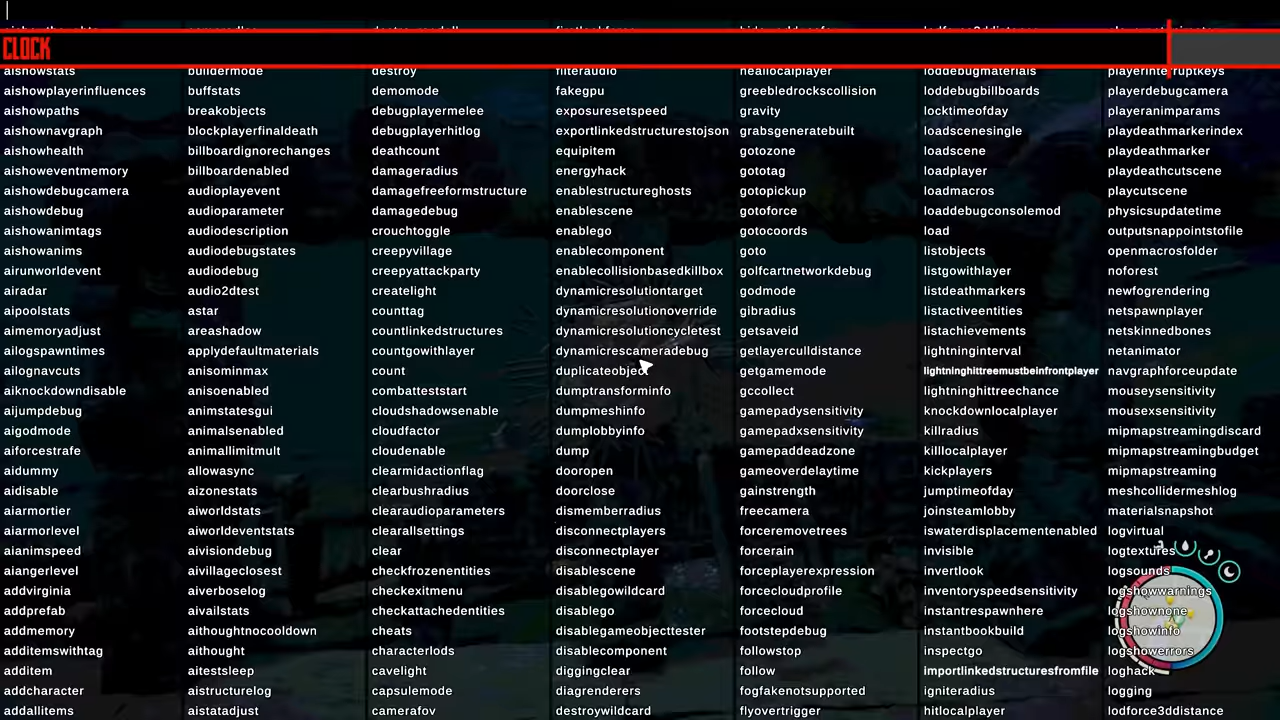 CLOCK
aishowstats
aishowplayerinfluences
aishowpaths
aishownavgraph
aishowhealth
aishoweventmemory
aishowdebugcamera
aishowdebug
aishowanimtags
aishowanims
airunworldevent
airadar
aipoolstats
aimemoryadjust
ailogspawntimes
ailognavcuts
aiknockdowndisable
aijumpdebug
aigodmode
aiforcestrafe
aidummy
aidisable
aiarmortier
aiarmorlevel
aianimspeed
aiangerlevel
addvirginia
addprefab
addmemory
additemswithtag
additem
addcharacter
addallitems
buildermode
buffstats
breakobjects
blockplayerfinaldeath
billboardignorechanges
billboardenabled
audioplayevent
audioparameter
audiodescription
audiodebugstates
audiodebug
audio2dtest
astar
areashadow
applydefaultmaterials
anisominmax
anisoenabled
animstatesgui
animalsenabled
animallimitmult
allowasync
aizonestats
aiworldstats
aiworldeventstats
aivisiondebug
aivillageclosest
aiverboselog
aivailstats
aithoughtnocooldown
aithought
aitestsleep
aistructurelog
aistatadjust
destroy
demomode
debugplayermelee
debugplayerhitlog
deathcount
damageradius
damagefreeformstructure
damagedebug
crouchtoggle
creepyvillage
creepyattackparty
createlight
counttag
countlinkedstructures
countgowithlayer
count
combatteststart
cloudshadowsenable
cloudfactor
cloudenable
clearmidactionflag
clearbushradius
clearaudioparameters
clearallsettings
clear
checkfrozenentities
checkexitmenu
checkattachedentities
cheats
characterlods
cavelight
capsulemode
camerafov
filteraudio
fakegpu
exposuresetspeed
exportlinkedstructurestojson
equipitem
energyhack
enablestructureghosts
enablescene
enablego
enablecomponent
enablecollisionbasedkillbox
dynamicresolutiontarget
dynamicresolutionoverride
dynamicresolutioncycletest
dynamicrescameradebug
duplicateobject
dumptransforminfo
dumpmeshinfo
dumplobbyinfo
dump
dooropen
doorclose
dismemberradius
disconnectplayers
disconnectplayer
disablescene
disablegowildcard
disablego
disablegameobjecttester
disablecomponent
diggingclear
diagrenderers
destroywildcard
heallocalplayer
greebledrockscollision
gravity
grabsgeneratebuilt
gotozone
gototag
gotopickup
gotoforce
gotocoords
goto
golfcartnetworkdebug
godmode
gibradius
getsaveid
getlayerculldistance
getgamemode
gccollect
gamepadysensitivity
gamepadxsensitivity
gamepaddeadzone
gameoverdelaytime
gainstrength
freecamera
forceremovetrees
forcerain
forceplayerexpression
forcecloudprofile
forcecloud
footstepdebug
followstop
follow
fogfakenotsupported
flyovertrigger
loddebugmaterials
loddebugbillboards
locktimeofday
loadscenesingle
loadscene
loadplayer
loadmacros
loaddebugconsolemod
load
listobjects
listgowithlayer
listdeathmarkers
listactiveentities
listachievements
lightninginterval
lightninghittreemustbeinfrontplayer
lightninghittreechance
knockdownlocalplayer
killradius
killlocalplayer
kickplayers
jumptimeofday
joinsteamlobby
iswaterdisplacementenabled
invisible
invertlook
inventoryspeedsensitivity
instantrespawnhere
instantbookbuild
inspectgo
importlinkedstructuresfromfile
igniteradius
hitlocalplayer
playerinterruptkeys
playerdebugcamera
playeranimparams
playdeathmarkerindex
playdeathmarker
playdeathcutscene
playcutscene
physicsupdatetime
outputsnappointstofile
openmacrosfolder
noforest
newfogrendering
netspawnplayer
netskinnedbones
netanimator
navgraphforceupdate
mouseysensitivity
mousexsensitivity
mipmapstreamingdiscard
mipmapstreamingbudget
mipmapstreaming
meshcollidermeshlog
materialsnapshot
logvirtual
logtextures
logsounds
logshowwarnings
logshownone
logshowinfo
logshowerrors
loghack
logging
lodforce3ddistance